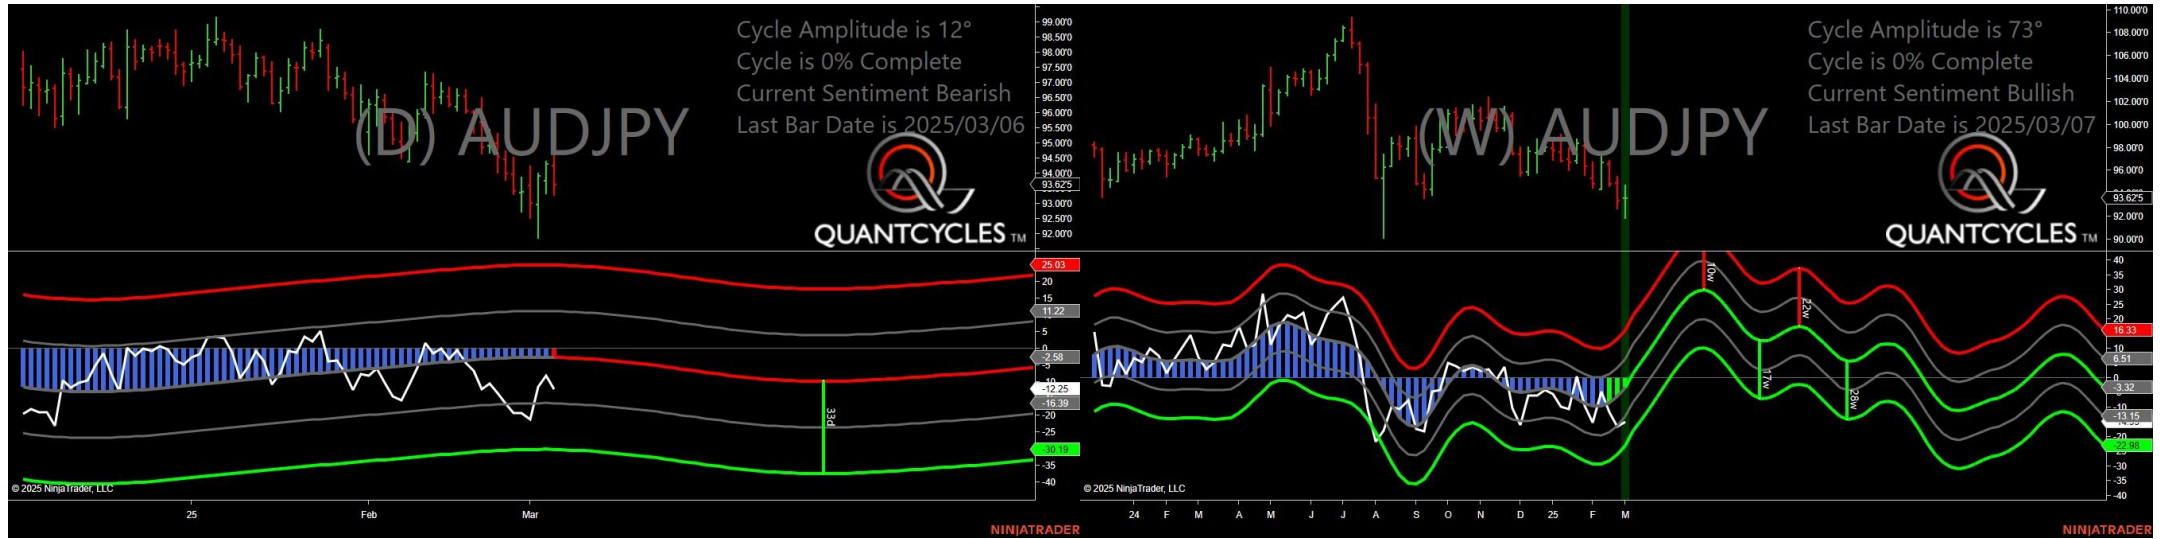 Cycle Amplitude is 12°
Cycle is 0% Complete
Current Sentiment Bearish
Last Bar Date is 2025/03/06
(D) AUDJPY
QUANTCYCLES TM
99.00'0
98.50'0
97.50'0
97.00'0
96.50'0
96.00'0
95.50'0
95.00'0
94.50'0
94.00'0
93.62'5
93.00'0
92.50'0
92.00'0
25.03
20
15
11.22
5
0
-2.58
-5
-12.25
-16.39
-20
-25
-30.19
-35
-40
33d
© 2025 NinjaTrader, LLC
25
Feb
Mar
NINJATRADER
Cycle Amplitude is 73°
Cycle is 0% Complete
Current Sentiment Bullish
Last Bar Date is 2025/03/07
(W) AUDJPY
QUANTCYCLES TM
110.00'0
108.00'0
106.00'0
104.00'0
102.00'0
100.00'0
98.00'0
96.00'0
93.62'5
92.00'0
90.00'0
40
35
30
25
20
16.33
10
6.51
0
-3.32
-10
-13.15
-22.98
-30
-35
-40
10w
22w
17w
28w
© 2025 NinjaTrader, LLC
24 F M A M J J A S O N D 25 F M
NINJATRADER